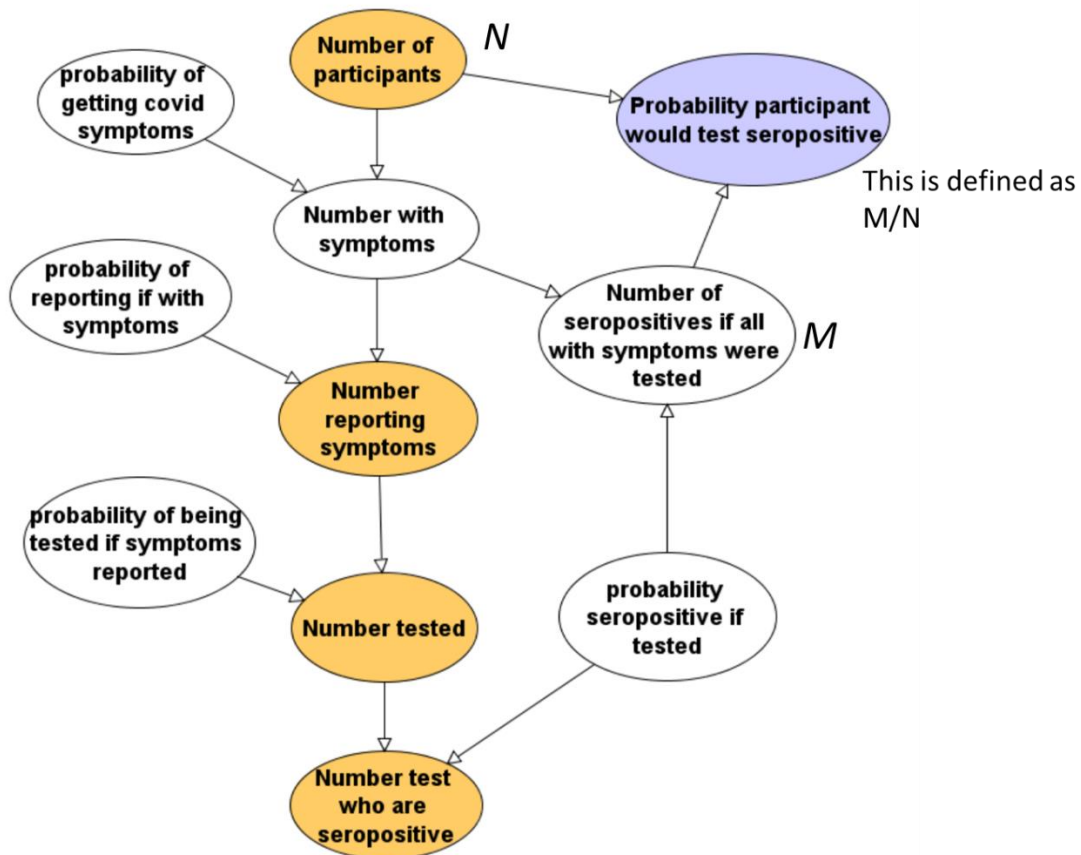 Number of
participants
N
probability of
getting covid
symptoms
Probability participant
would test seropositive
This is defined as
M/N
Number with
symptoms
probability of
reporting if with
symptoms
Number of
seropositives if all
with symptoms were
tested
M
Number
reporting
symptoms
probability of being
tested if symptoms
reported
probability
seropositive if
tested
Number tested
Number test
who are
seropositive